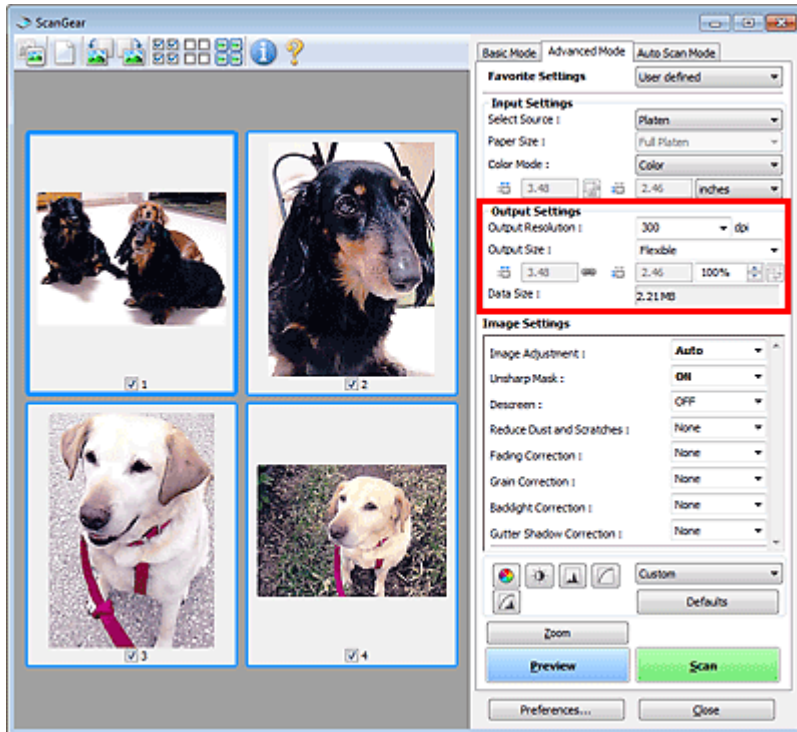 ScanGear
Basic Mode Advanced Mode Auto Scan Mode
Favorite Settings User defined
Input Settings
Select Source : Platen
Paper Size : Full Platen
Color Mode : Color
3.48 2.46 inches
Output Settings
Output Resolution : 300 dpi
Output Size : Flexible
3.48 2.46 100%
Data Size : 2.21 MB
Image Settings
Image Adjustment : Auto
Unsharp Mask : ON
Descreen : OFF
Reduce Dust and Scratches : None
Fading Correction : None
Grain Correction : None
Backlight Correction : None
Gutter Shadow Correction : None
Custom
Defaults
Zoom
Preview Scan
Preferences... Close
1 2
3 4